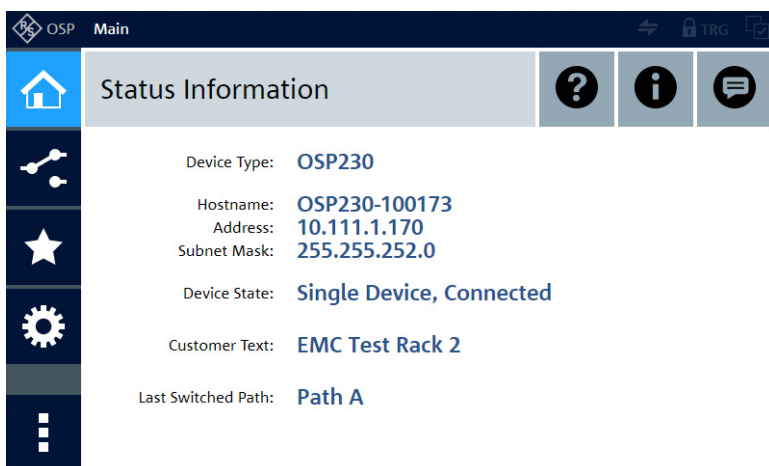 R&S OSP Main TRG
Status Information ? i
Device Type: OSP230
Hostname: OSP230-100173
Address: 10.111.1.170
Subnet Mask: 255.255.252.0
Device State: Single Device, Connected
Customer Text: EMC Test Rack 2
Last Switched Path: Path A